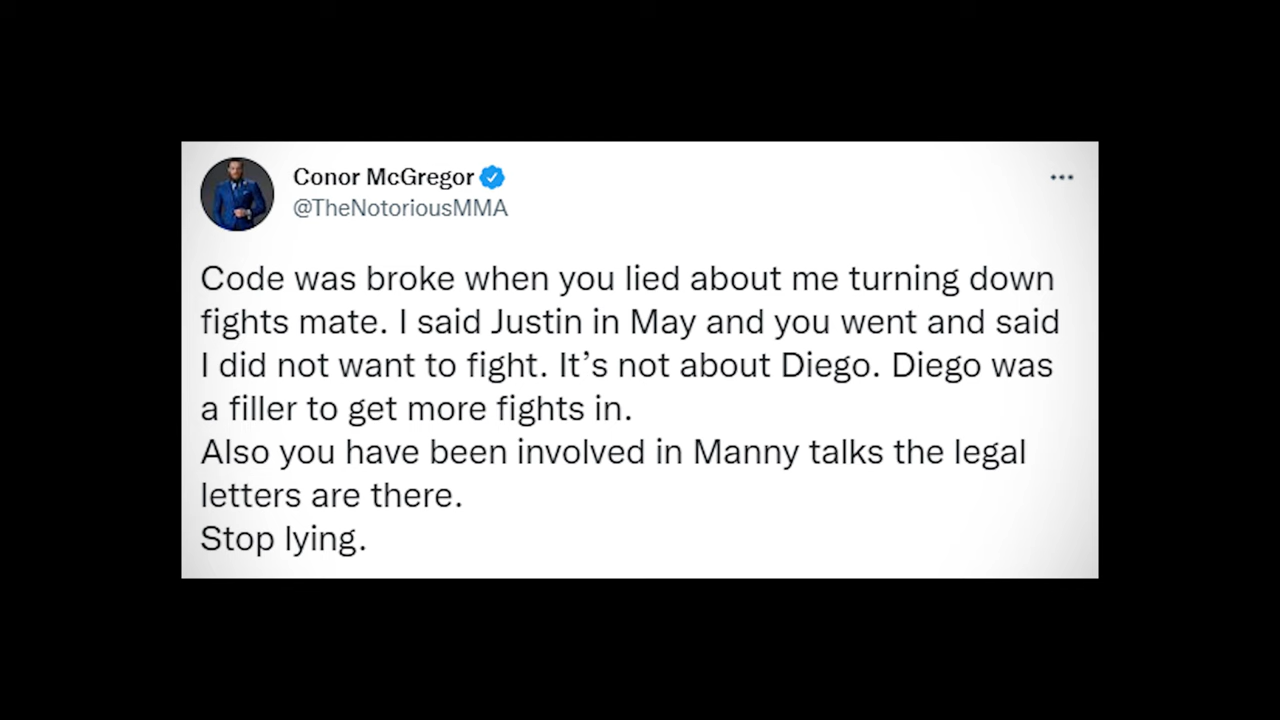 Conor McGregor
@TheNotoriousMMA
Code was broke when you lied about me turning down
fights mate. I said Justin in May and you went and said
I did not want to fight. It’s not about Diego. Diego was
a filler to get more fights in.
Also you have been involved in Manny talks the legal
letters are there.
Stop lying.